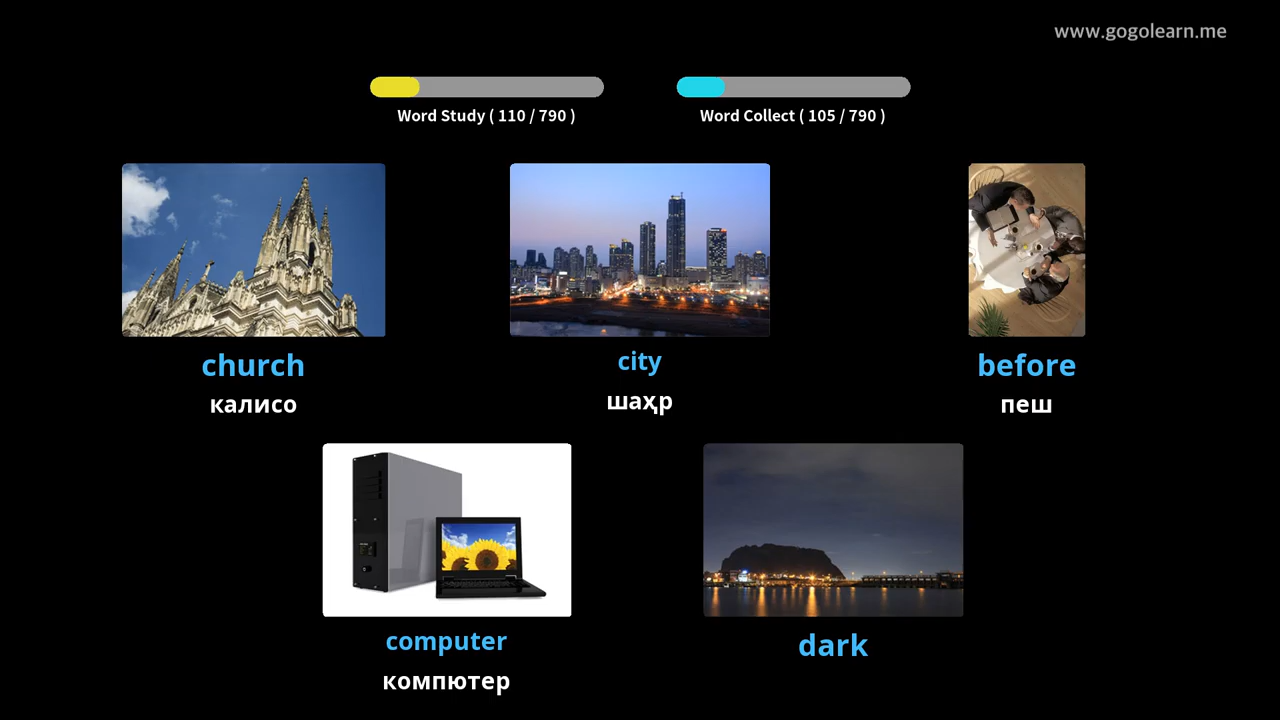 www.gogolearn.me
Word Study ( 110 / 790 )
Word Collect ( 105 / 790 )
church
калисо
city
шаҳр
before
пеш
computer
компютер
dark